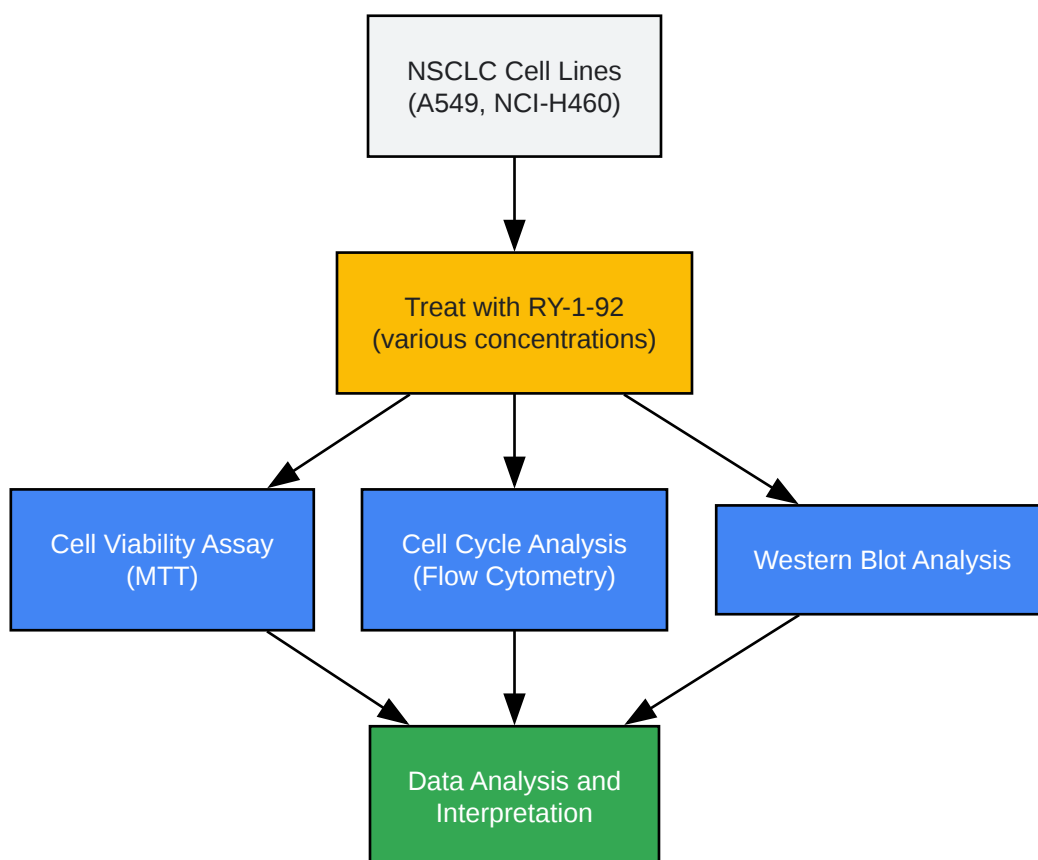 NSCLC Cell Lines
(A549, NCI-H460)
Treat with RY-1-92
(various concentrations)
Cell Viability Assay
(MTT)
Cell Cycle Analysis
(Flow Cytometry)
Western Blot Analysis
Data Analysis and
Interpretation